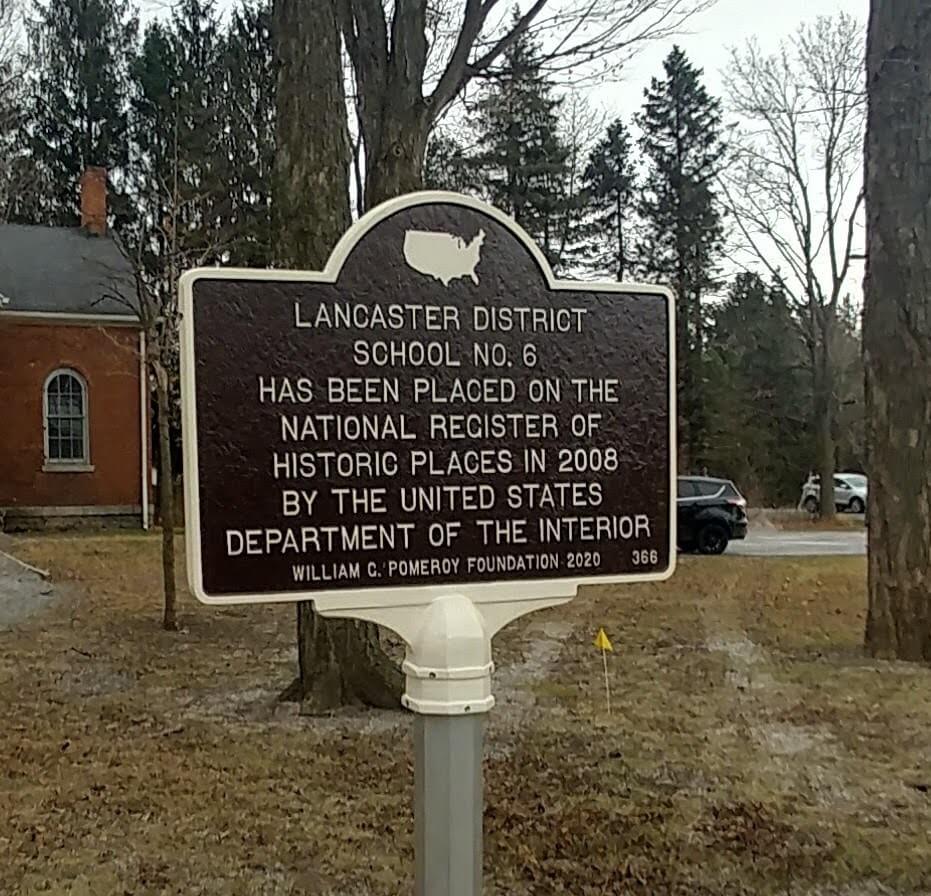 LANCASTER DISTRICT
SCHOOL NO. 6
HAS BEEN PLACED ON THE
NATIONAL REGISTER OF
HISTORIC PLACES IN 2008
BY THE UNITED STATES
DEPARTMENT OF THE INTERIOR
WILLIAM G. POMEROY FOUNDATION 2020 366